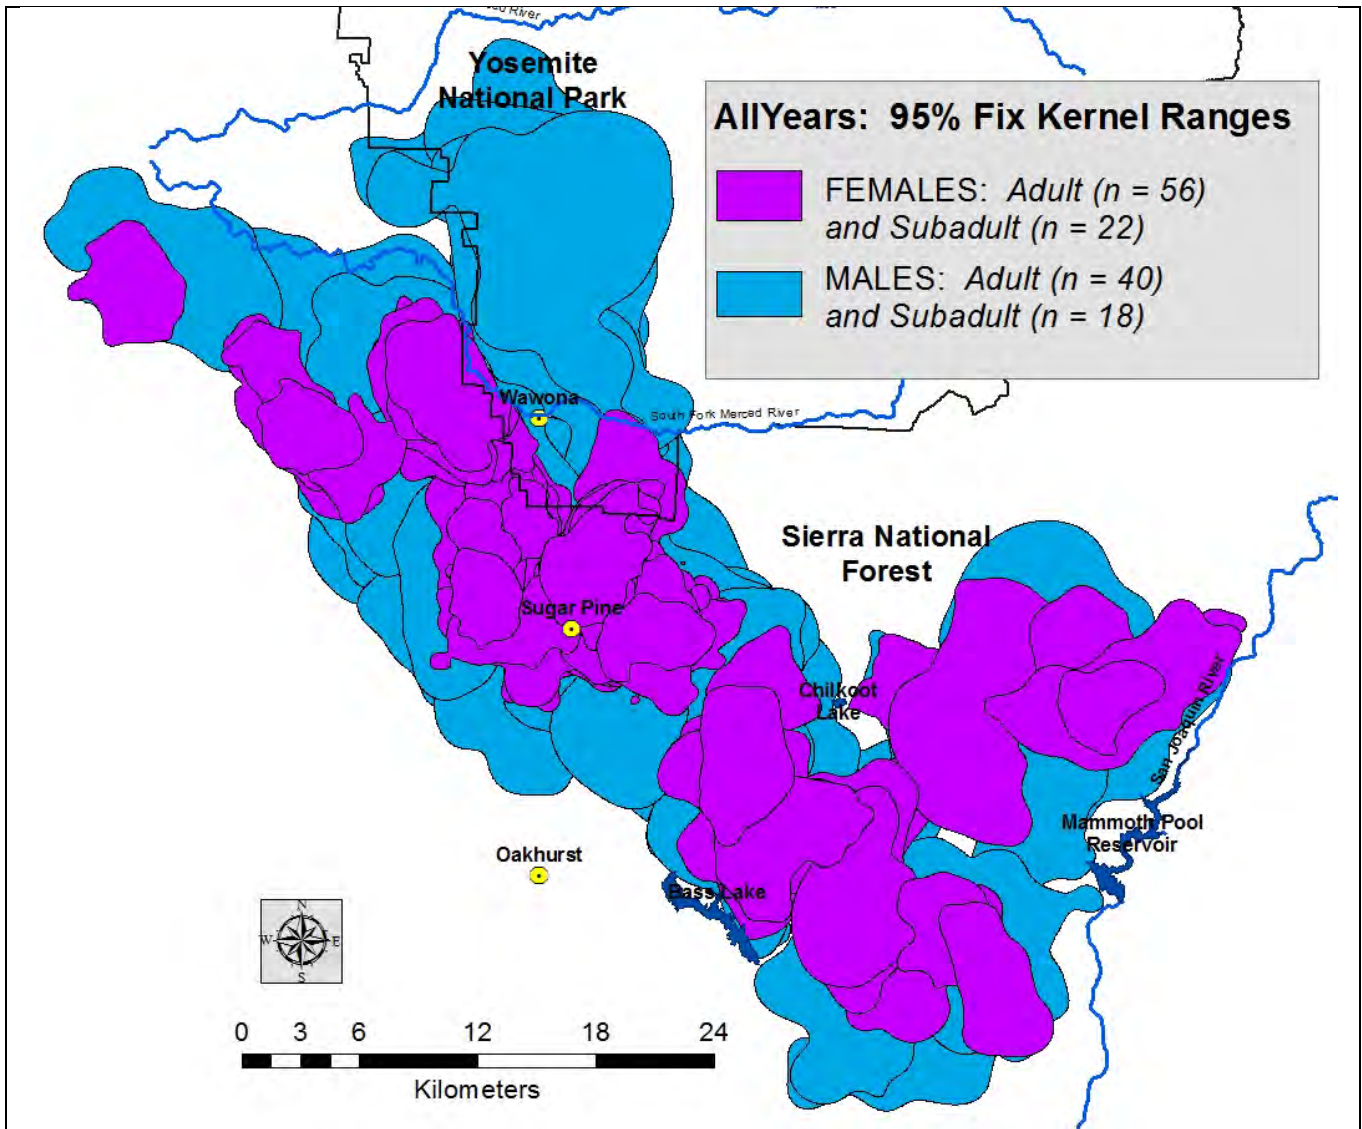 River
Yosemite
National Park
AllYears: 95% Fix Kernel Ranges
FEMALES: Adult (n = 56)
and Subadult (n = 22)
MALES: Adult (n = 40)
and Subadult (n = 18)
Wawona
South Fork Merced River
Sierra National
Forest
Sugar Pine
Chilkoot
Lake
San Joaquin River
Mammoth Pool
Reservoir
Oakhurst
Bass Lake
N
W E
S
0 3 6 12 18 24
Kilometers